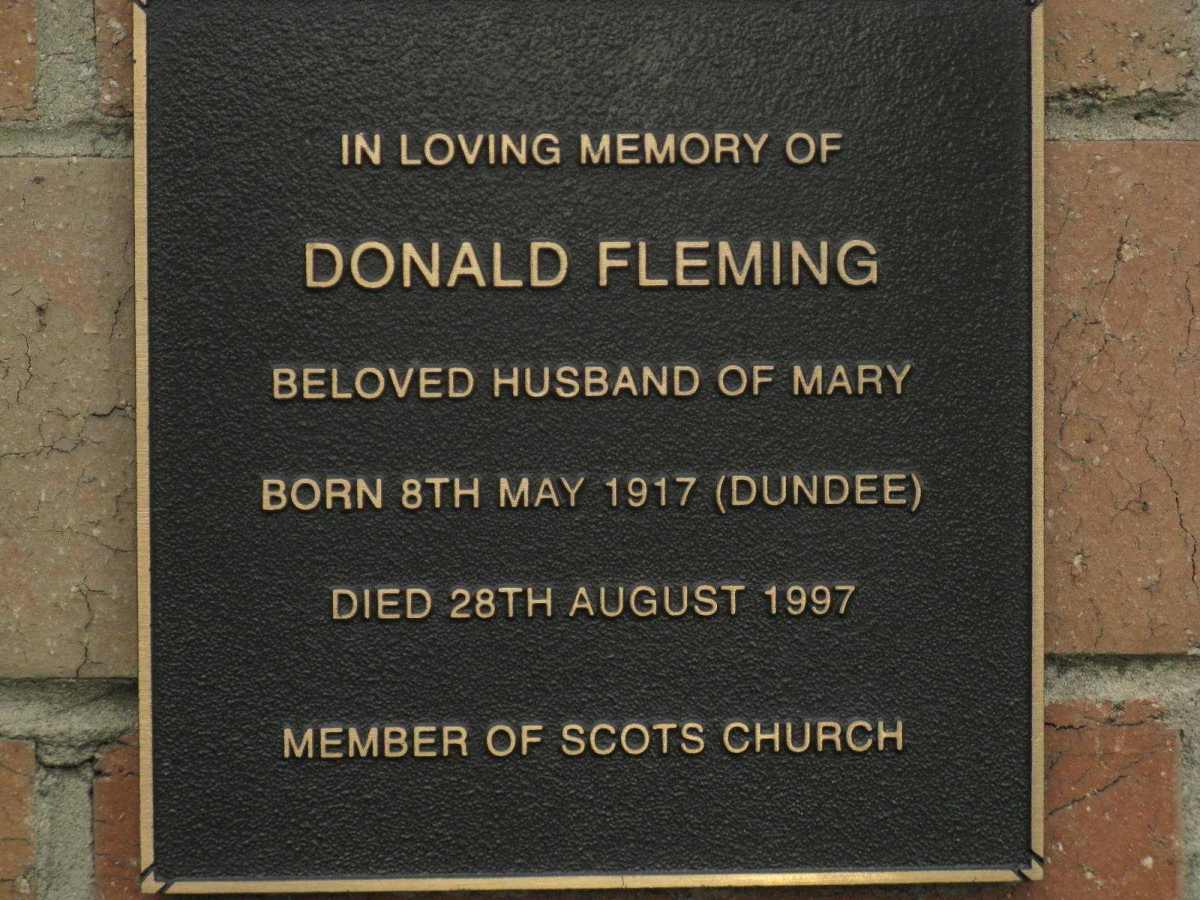 IN LOVING MEMORY OF
DONALD FLEMING
BELOVED HUSBAND OF MARY
BORN 8TH MAY 1917 (DUNDEE)
DIED 28TH AUGUST 1997
MEMBER OF SCOTS CHURCH